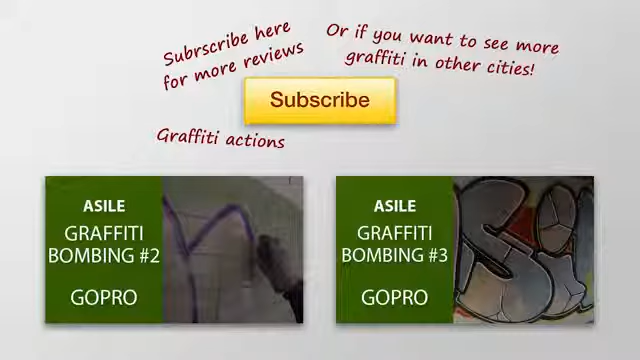 Subrscribe here
for more reviews
Or if you want to see more
graffiti in other cities!
Subscribe
Graffiti actions
ASILE
GRAFFITI
BOMBING #2
GOPRO
ASILE
GRAFFITI
BOMBING #3
GOPRO